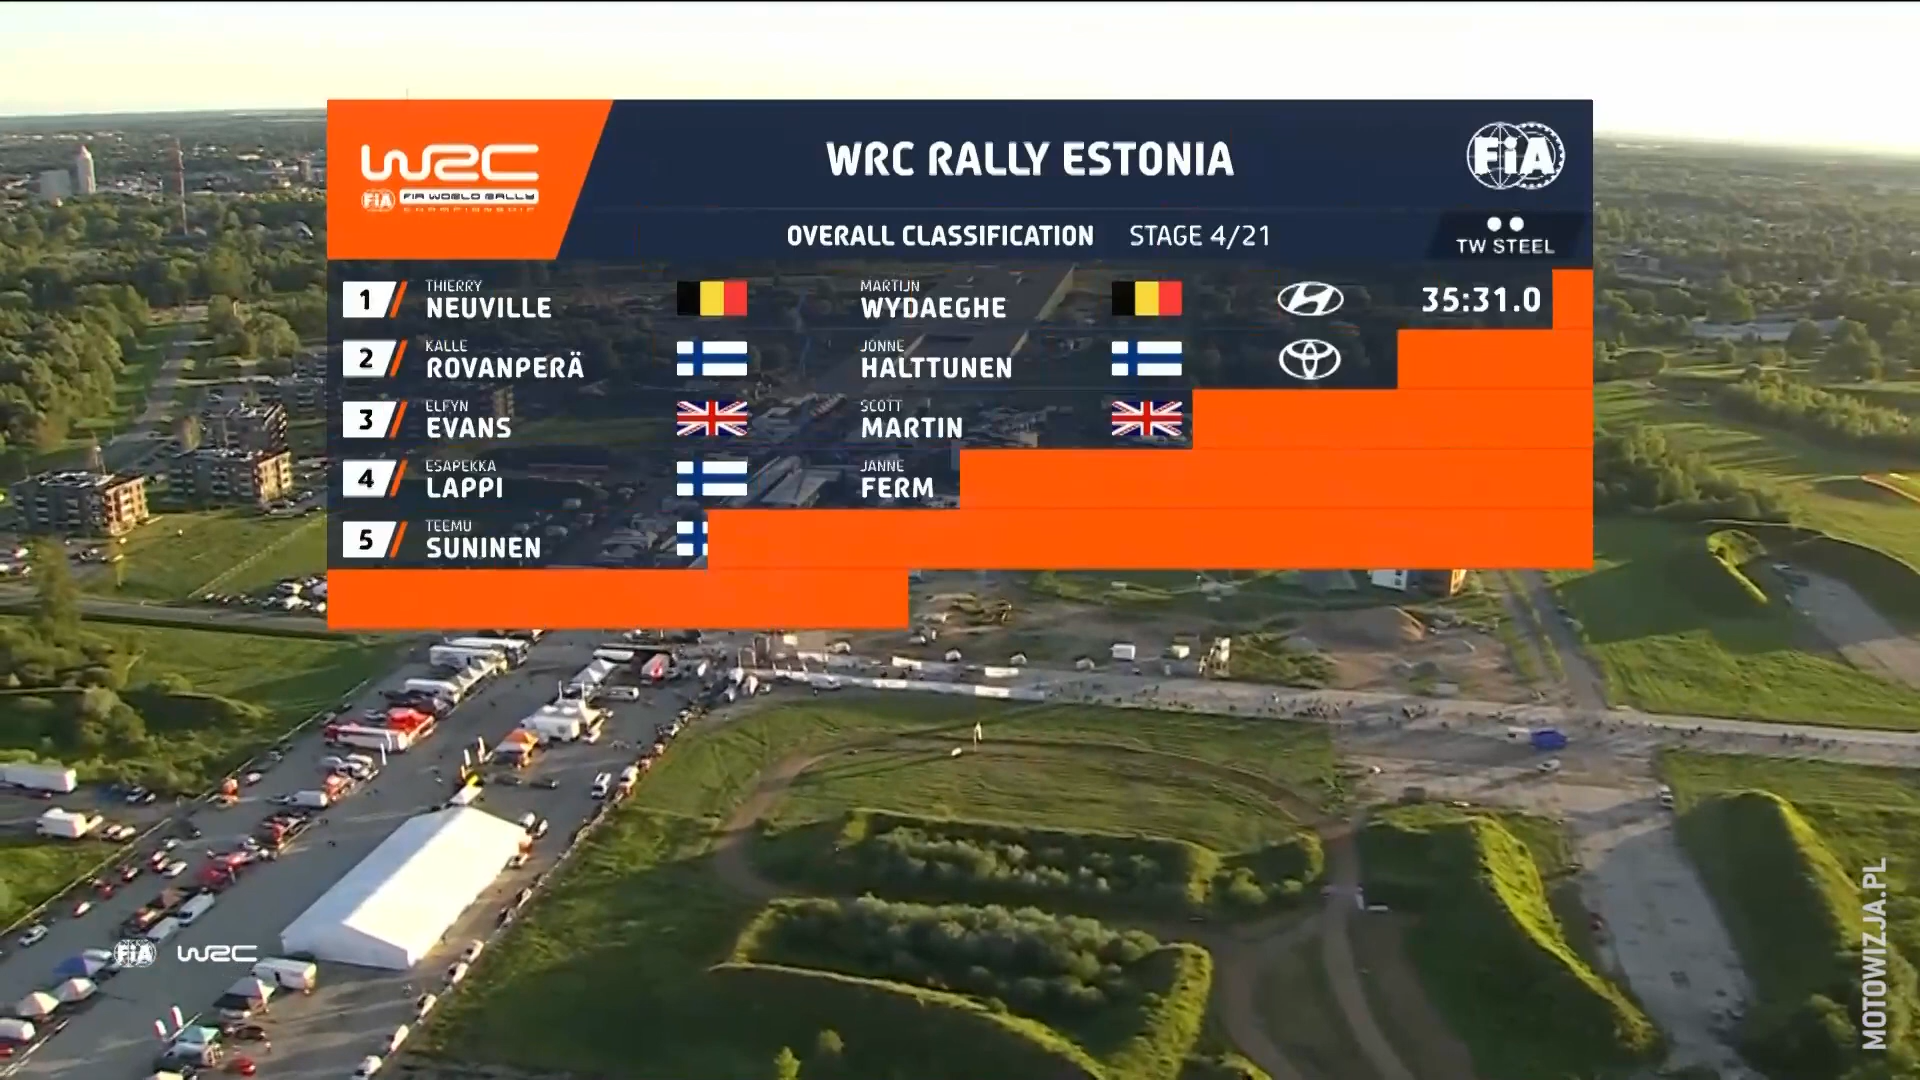 WRC RALLY ESTONIA
WRC
FIA
FIA WORLD RALLY
CHAMPIONSHIP
FIA
OVERALL CLASSIFICATION STAGE 4/21
TW STEEL
1 THIERRY NEUVILLE MARTIJN WYDAEGHE 35:31.0
2 KALLE ROVANPERÄ JONNE HALTTUNEN
3 ELFYN EVANS SCOTT MARTIN
4 ESAPEKKA LAPPI JANNE FERM
5 TEEMU SUNINEN
FIA WRC
MOTOWIZJA.PL